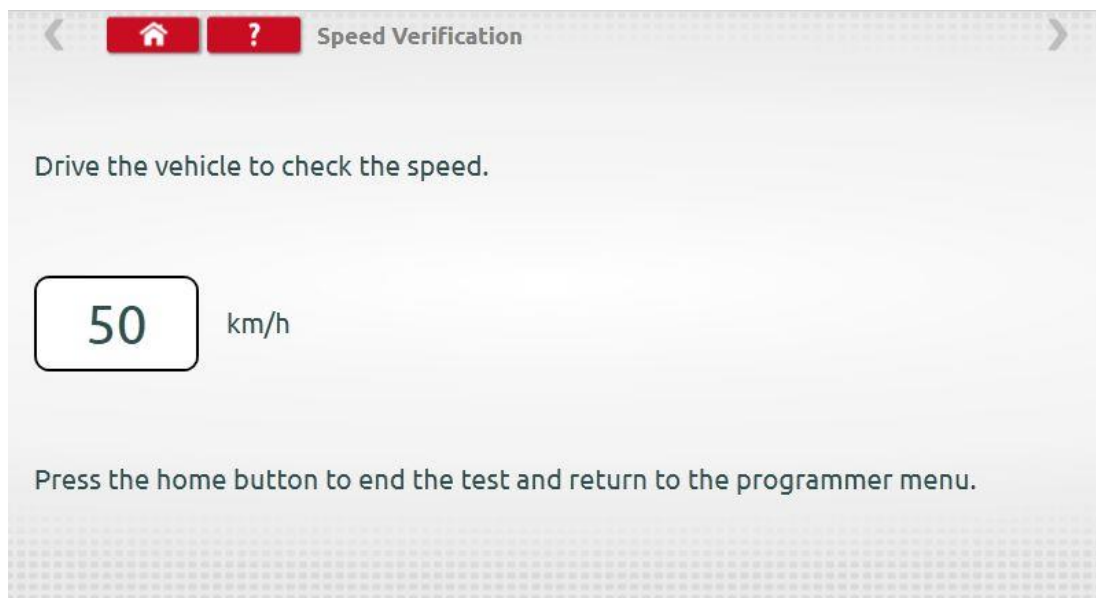 ? Speed Verification
Drive the vehicle to check the speed.
50 km/h
Press the home button to end the test and return to the programmer menu.